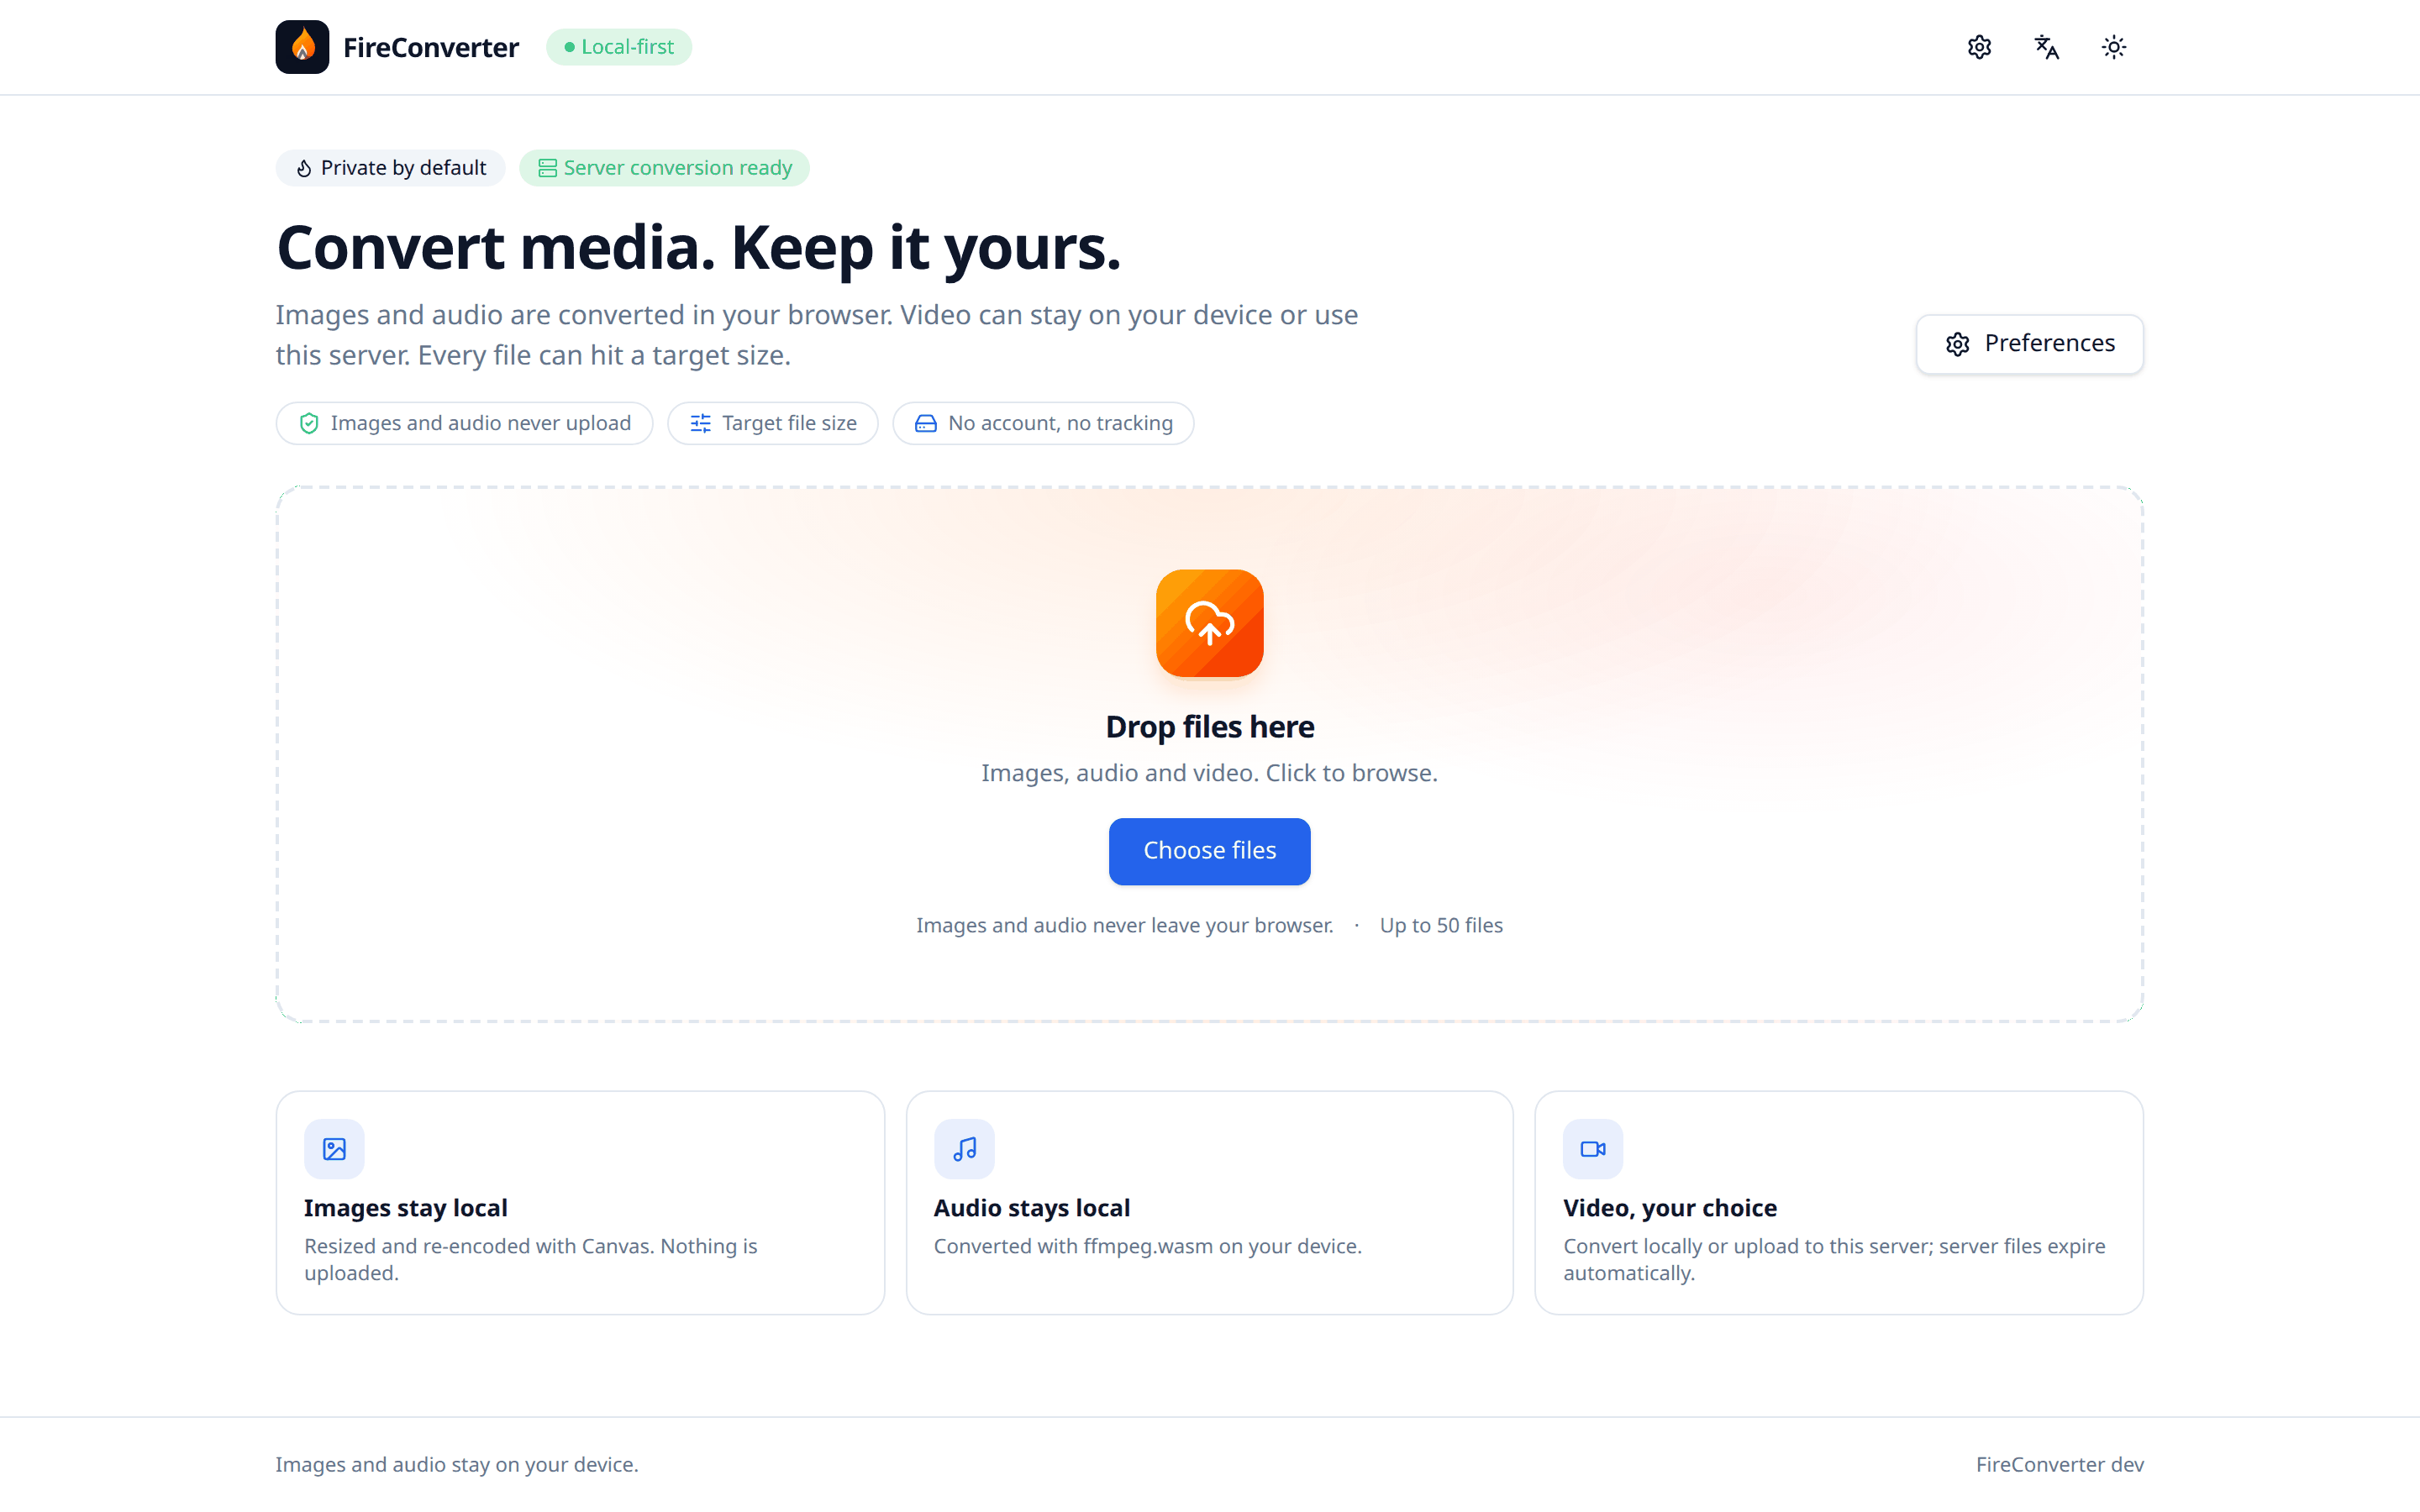 FireConverter
Local-first
Private by default
Server conversion ready
Convert media. Keep it yours.
Images and audio are converted in your browser. Video can stay on your device or use
this server. Every file can hit a target size.
Preferences
Images and audio never upload
Target file size
No account, no tracking
Drop files here
Images, audio and video. Click to browse.
Choose files
Images and audio never leave your browser. · Up to 50 files
Images stay local
Resized and re-encoded with Canvas. Nothing is
uploaded.
Audio stays local
Converted with ffmpeg.wasm on your device.
Video, your choice
Convert locally or upload to this server; server files expire
automatically.
Images and audio stay on your device.
FireConverter dev